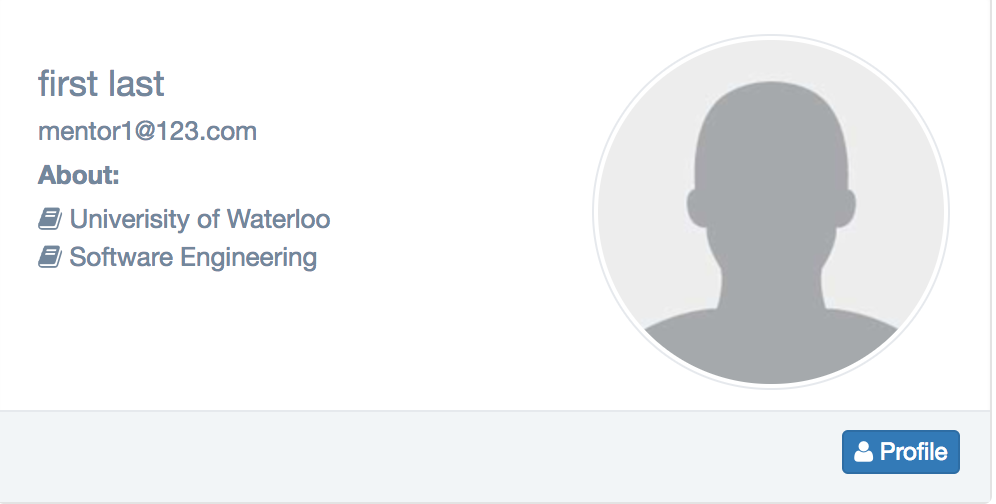 first last
mentor1@123.com
About:
Univerisity of Waterloo
Software Engineering
Profile